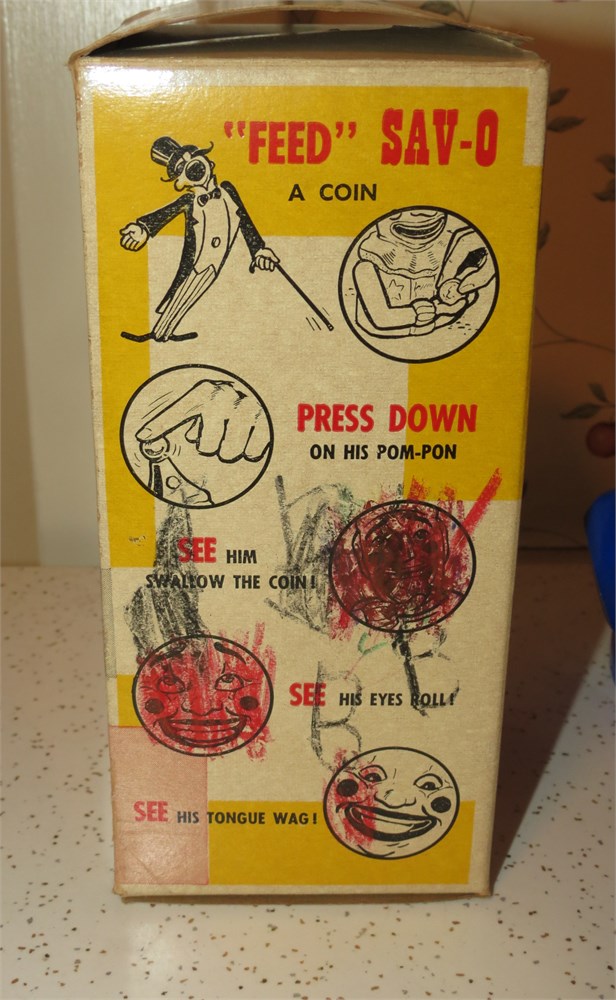 "FEED" SAV-O
A COIN
PRESS DOWN
ON HIS POM-PON
SEE HIM
SWALLOW THE COIN!
SEE HIS EYES ROLL!
SEE HIS TONGUE WAG!